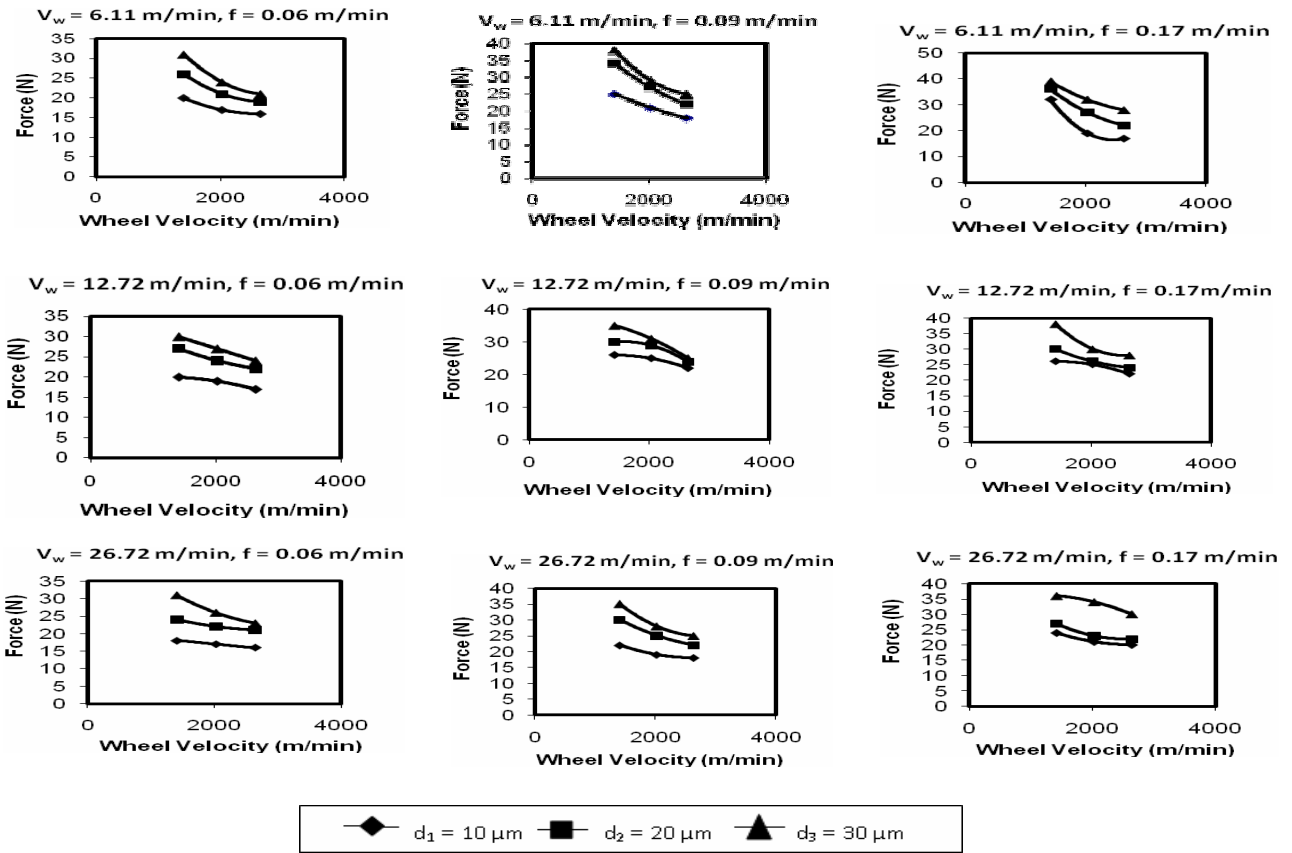 V_w = 6.11 m/min, f = 0.06 m/min
35
30
25
20
15
10
5
0
Force (N)
0 2000 4000
Wheel Velocity (m/min)
V_w = 6.11 m/min, f = 0.09 m/min
40
35
30
25
20
15
10
5
0
Force(N)
0 2000 4000
Wheel Velocity (m/min)
V_w = 6.11 m/min, f = 0.17 m/min
50
40
30
20
10
0
Force (N)
0 2000 4000
Wheel Velocity (m/min)
V_w = 12.72 m/min, f = 0.06 m/min
35
30
25
20
15
10
5
0
Force (N)
0 2000 4000
Wheel Velocity (m/min)
V_w = 12.72 m/min, f = 0.09 m/min
40
30
20
10
0
Force (N)
0 2000 4000
Wheel Velocity (m/min)
V_w = 12.72 m/min, f = 0.17m/min
40
35
30
25
20
15
10
5
0
Force (N)
0 2000 4000
Wheel Velocity (m/min)
V_w = 26.72 m/min, f = 0.06 m/min
35
30
25
20
15
10
5
0
Force (N)
0 2000 4000
Wheel Velocity (m/min)
V_w = 26.72 m/min, f = 0.09 m/min
40
35
30
25
20
15
10
5
0
Force (N)
0 2000 4000
Wheel Velocity (m/min)
V_w = 26.72 m/min, f = 0.17 m/min
40
35
30
25
20
15
10
5
0
Force (N)
0 2000 4000
Wheel Velocity (m/min)
d₁ = 10 µm d₂ = 20 µm d₃ = 30 µm